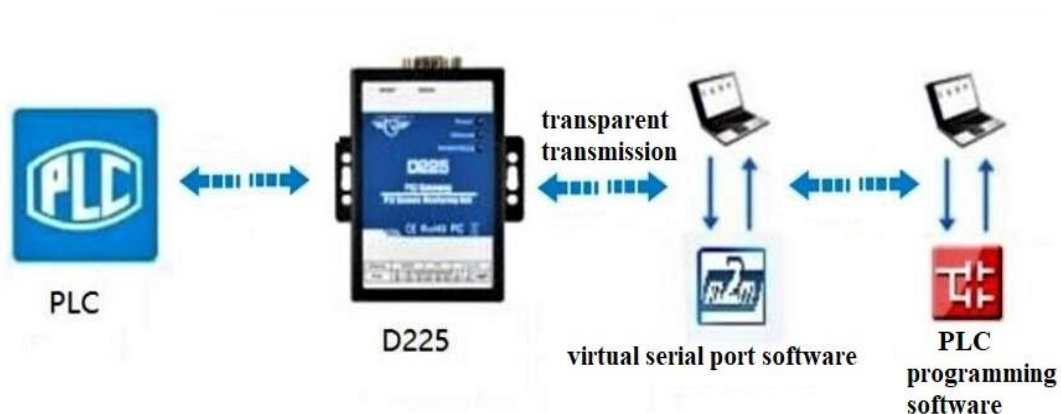 PLC
PLC
D225
D225
transparent
transmission
virtual serial port software
PLC
programming
software